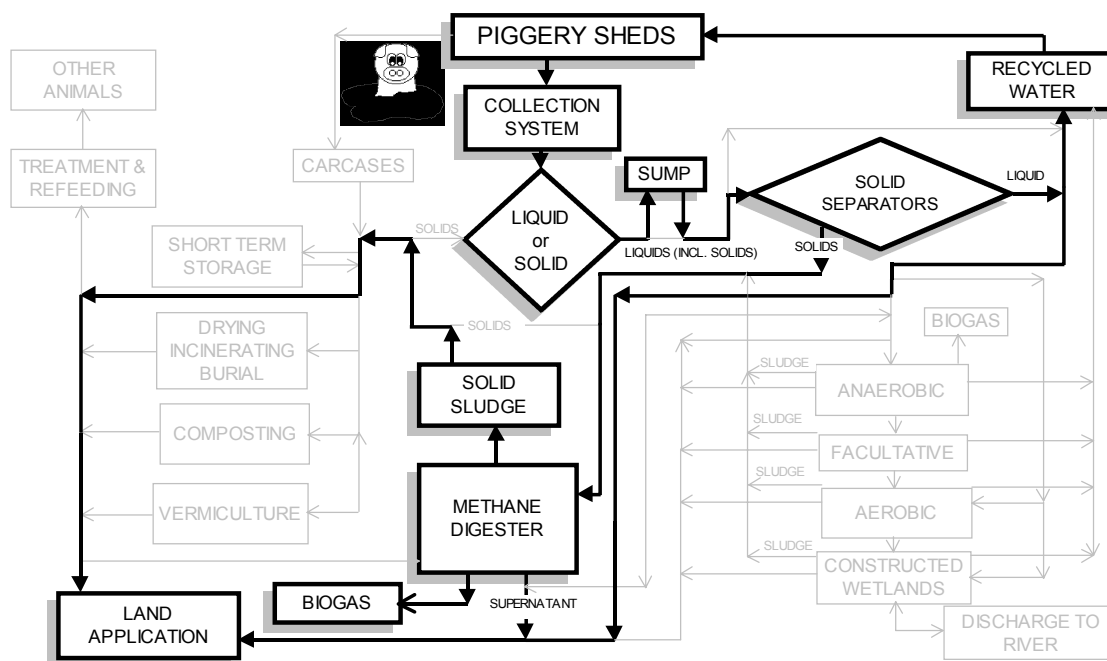 PIGGERY SHEDS
OTHER
ANIMALS
RECYCLED
WATER
COLLECTION
SYSTEM
TREATMENT &
REFEEDING
CARCASES
SUMP
SOLID
SEPARATORS
LIQUID
LIQUID
or
SOLID
SOLIDS
SHORT TERM
STORAGE
LIQUIDS (INCL. SOLIDS)
SOLIDS
DRYING
INCINERATING
BURIAL
SOLIDS
BIOGAS
SOLID
SLUDGE
SLUDGE
ANAEROBIC
COMPOSTING
SLUDGE
FACULTATIVE
METHANE
DIGESTER
VERMICULTURE
SLUDGE
AEROBIC
SLUDGE
CONSTRUCTED
WETLANDS
BIOGAS
SUPERNATANT
LAND
APPLICATION
DISCHARGE TO
RIVER